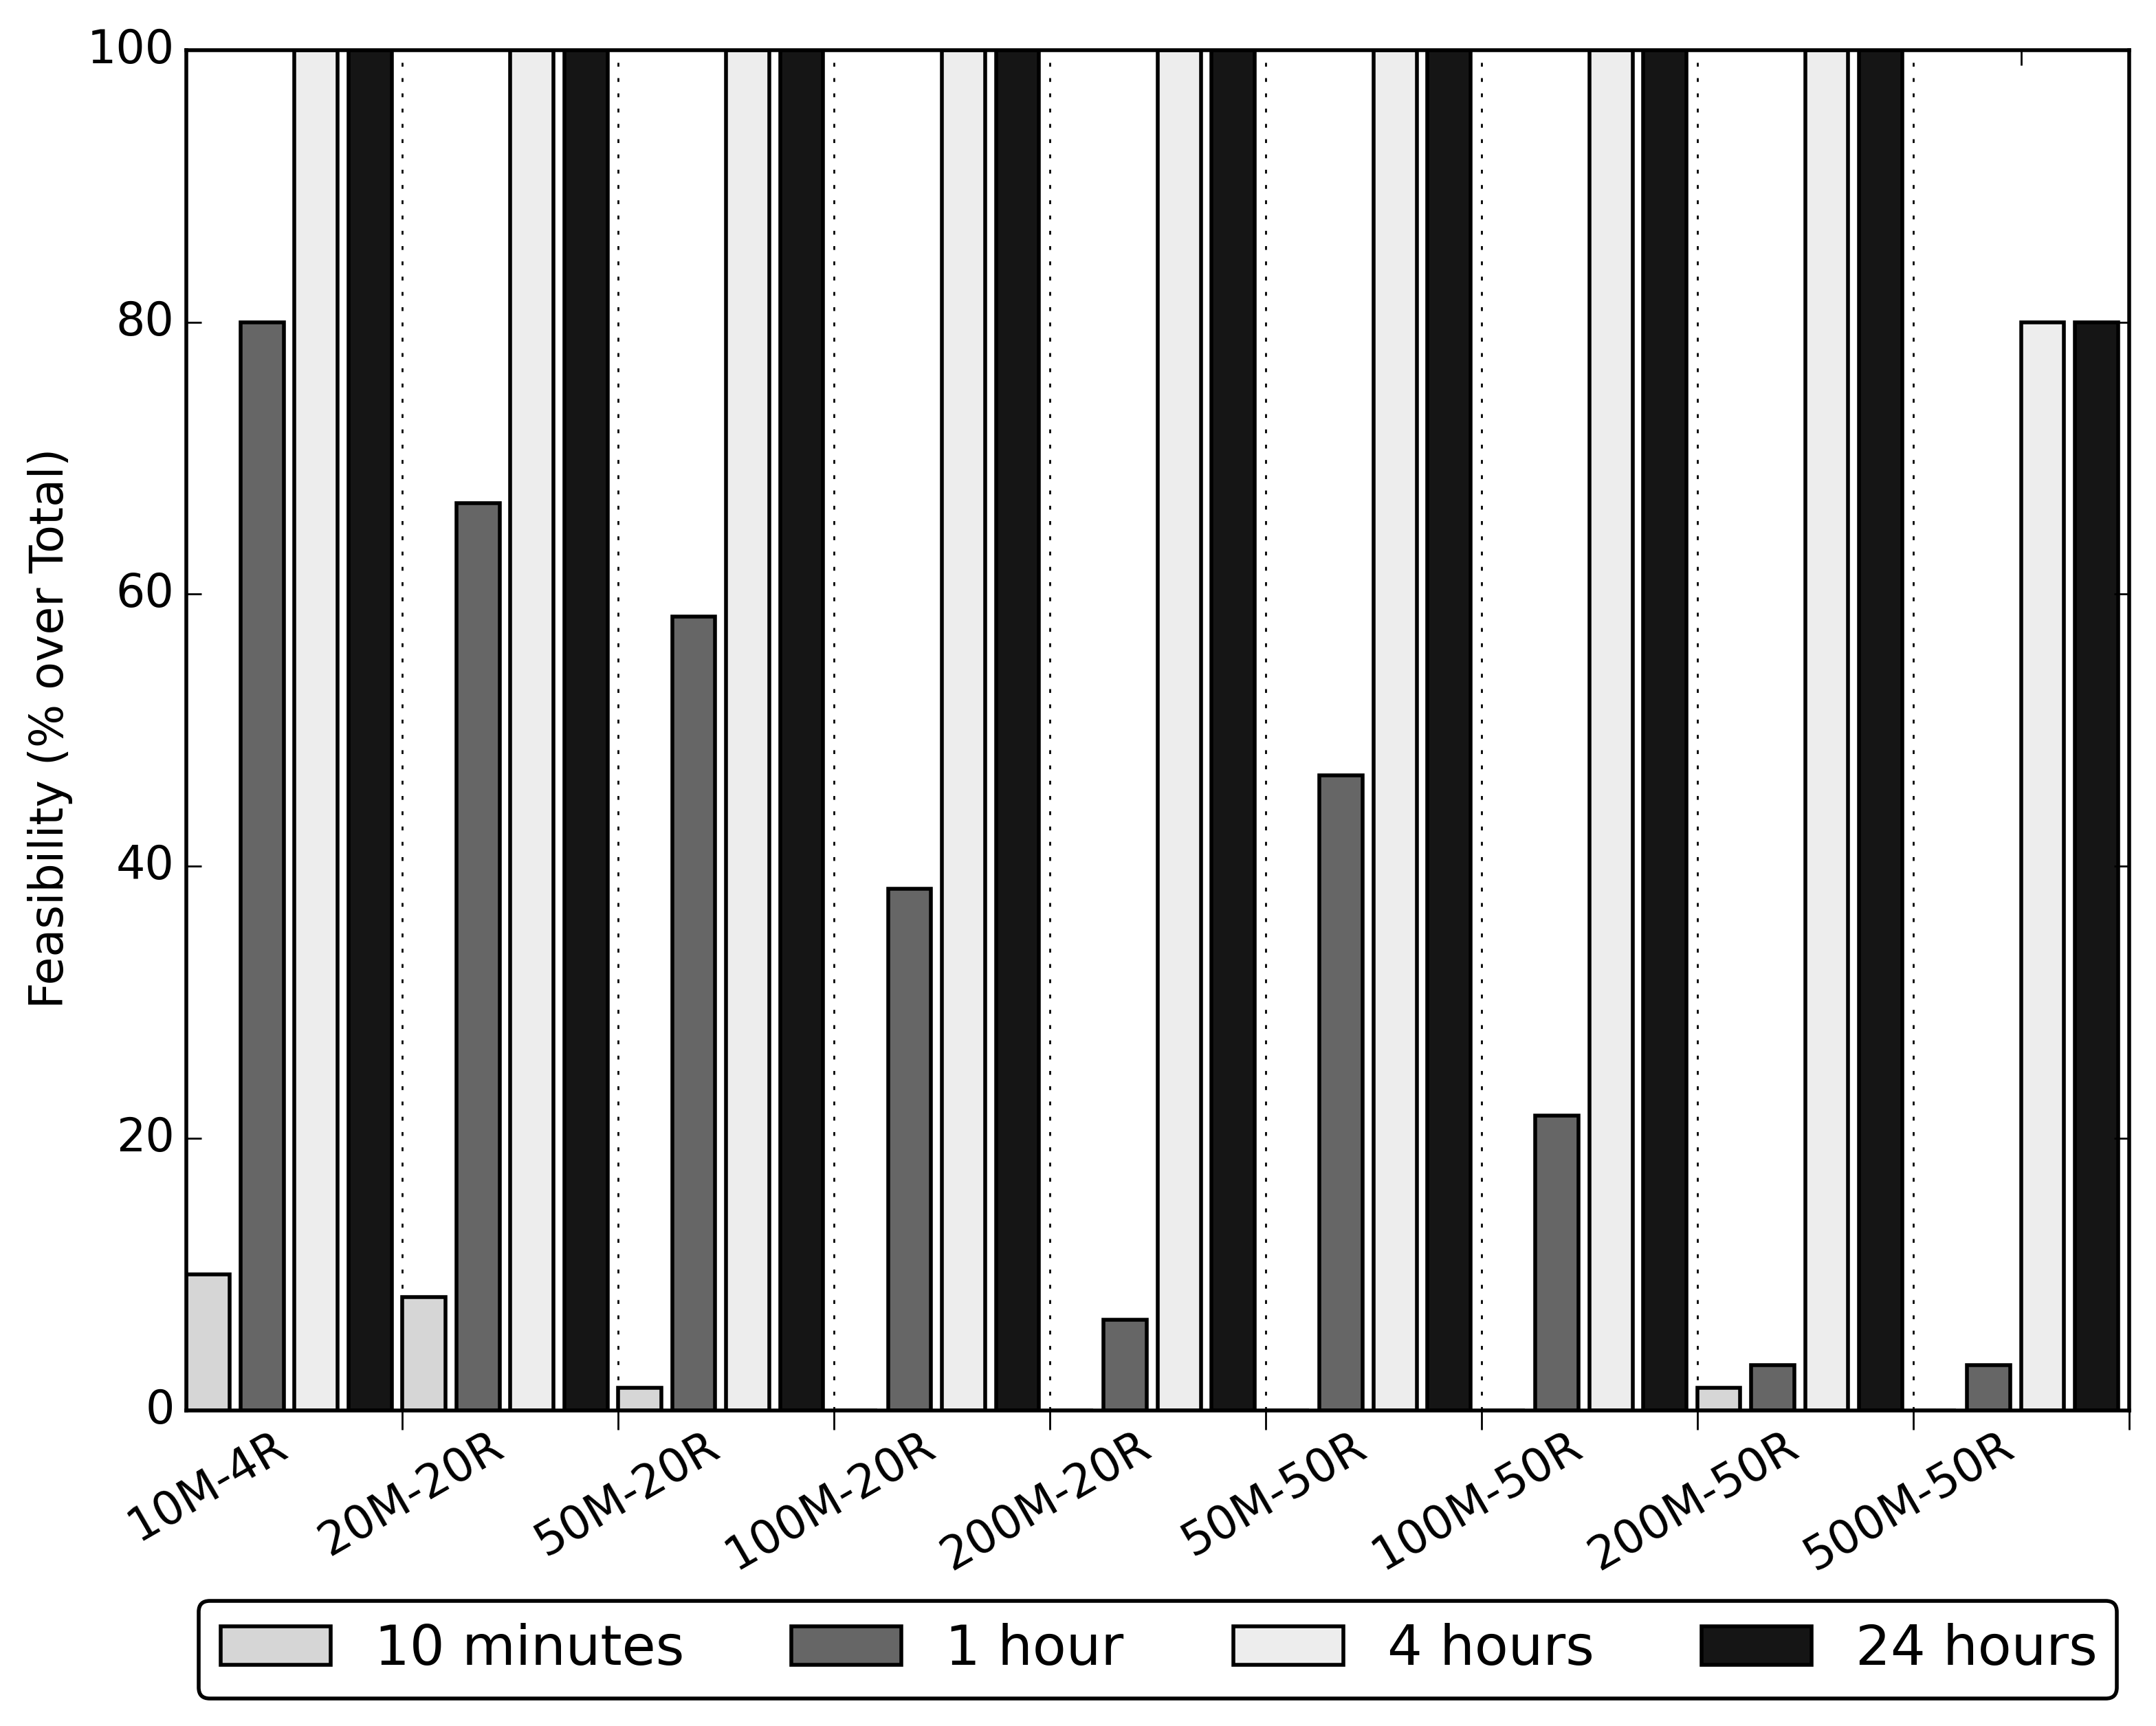 Feasibility (% over Total)
100
80
60
40
20
0
10M-4R
20M-20R
50M-20R
100M-20R
200M-20R
50M-50R
100M-50R
200M-50R
500M-50R
10 minutes
1 hour
4 hours
24 hours